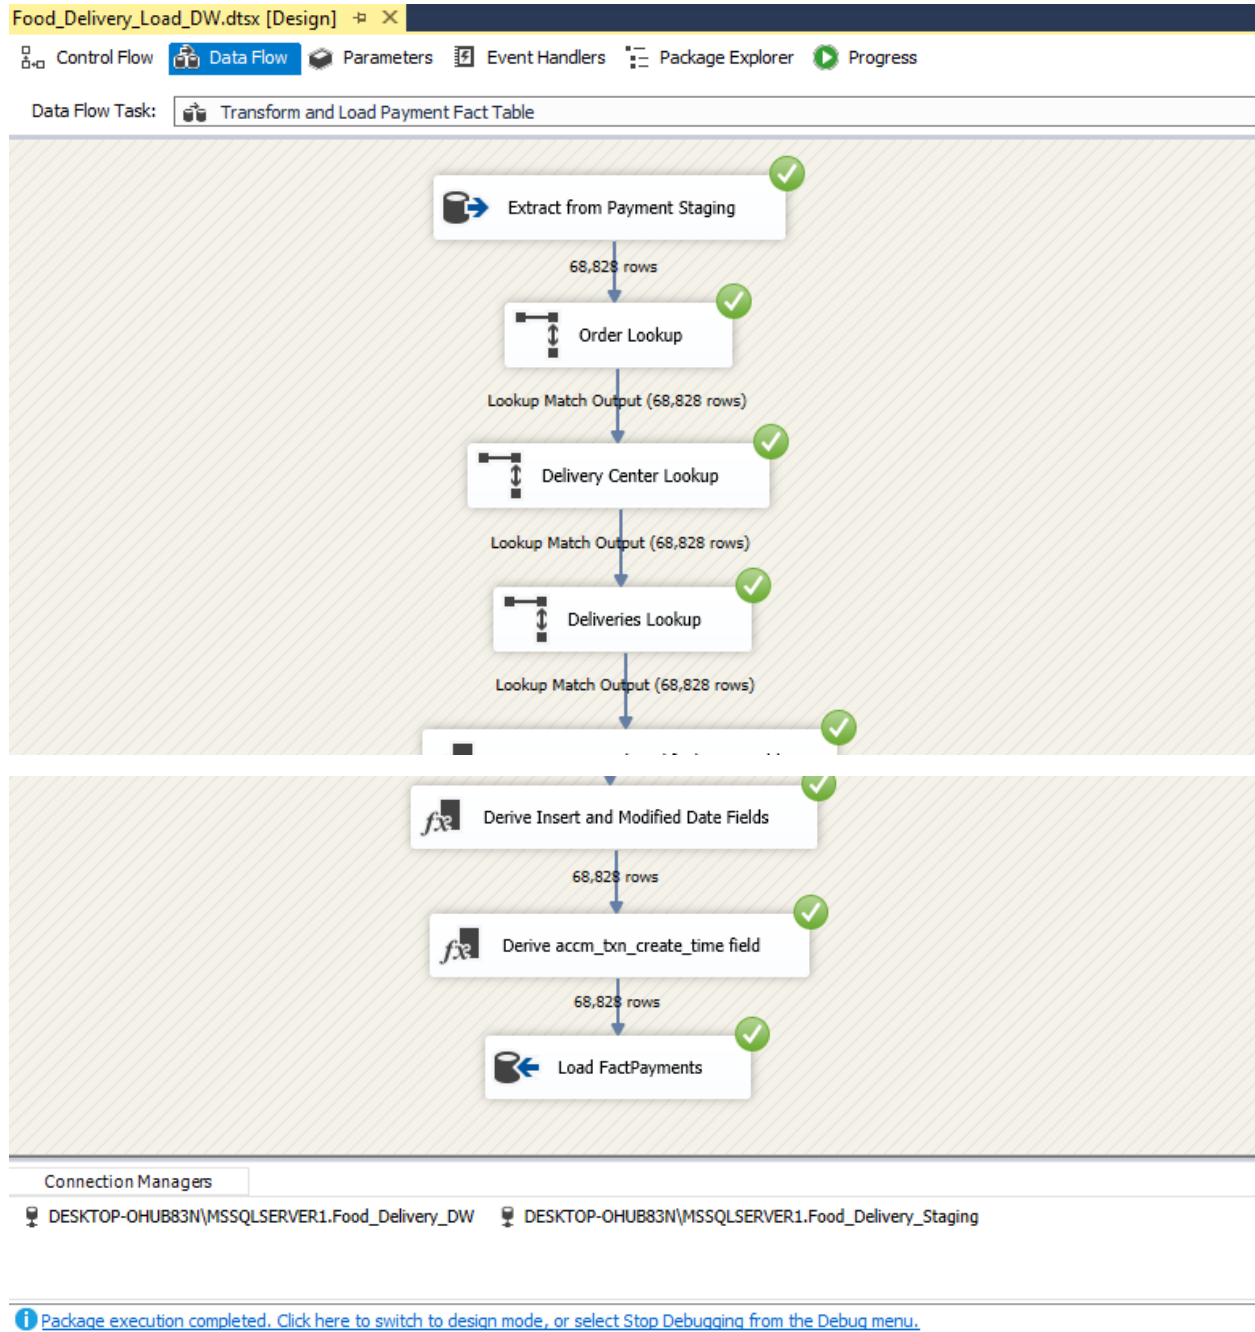 Food_Delivery_Load_DW.dtsx [Design]
Control Flow Data Flow Parameters Event Handlers Package Explorer Progress
Data Flow Task: Transform and Load Payment Fact Table
Extract from Payment Staging
68,828 rows
Order Lookup
Lookup Match Output (68,828 rows)
Delivery Center Lookup
Lookup Match Output (68,828 rows)
Deliveries Lookup
Lookup Match Output (68,828 rows)
Derive Insert and Modified Date Fields
68,828 rows
Derive accm_txn_create_time field
68,828 rows
Load FactPayments
Connection Managers
DESKTOP-OHUB83N\MSSQLSERVER1.Food_Delivery_DW DESKTOP-OHUB83N\MSSQLSERVER1.Food_Delivery_Staging
Package execution completed. Click here to switch to design mode, or select Stop Debugging from the Debug menu.